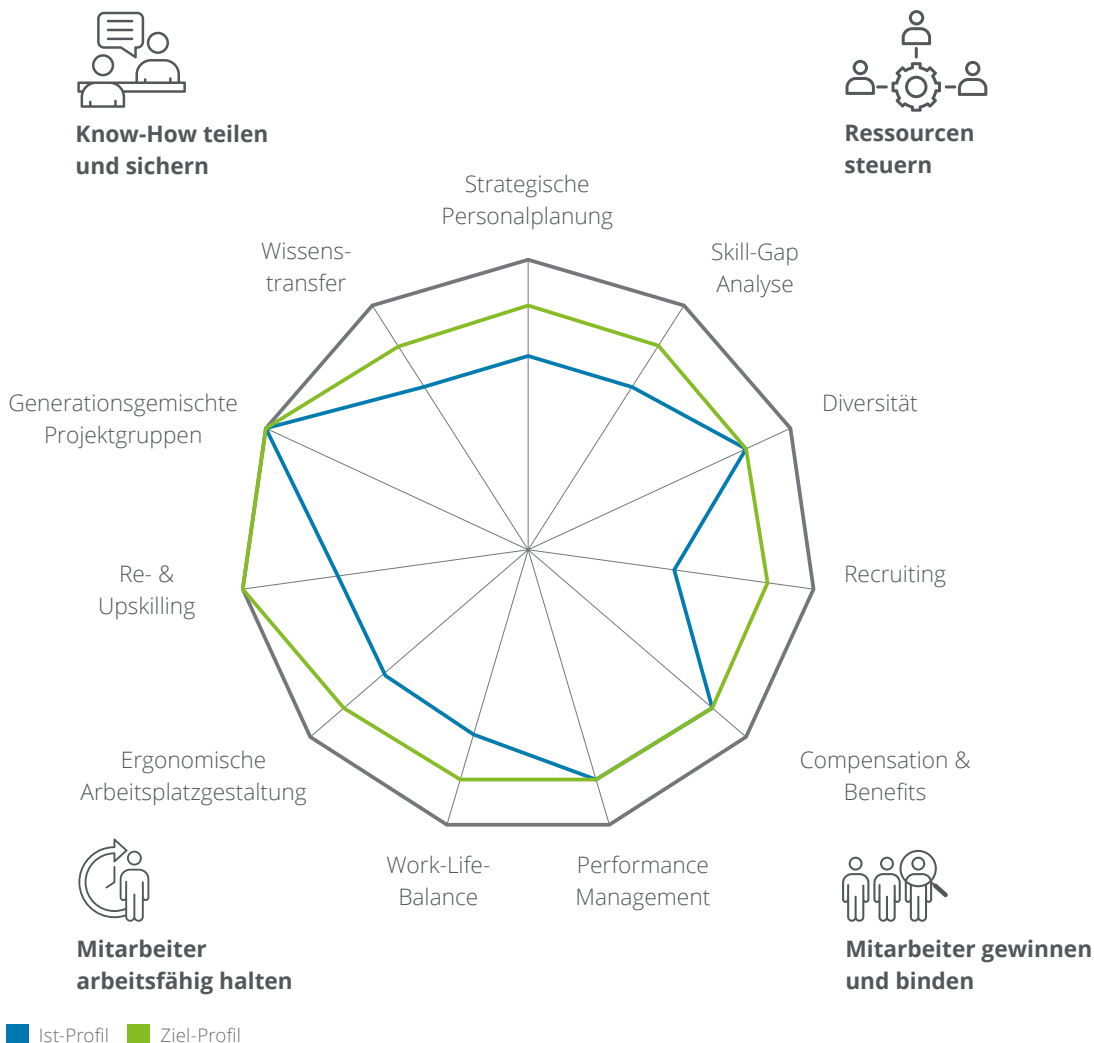 Know-How teilen
und sichern
Ressourcen
steuern
Strategische
Personalplanung
Wissens-
transfer
Skill-Gap
Analyse
Generationsgemischte
Projektgruppen
Diversität
Re- &
Upskilling
Recruiting
Ergonomische
Arbeitsplatzgestaltung
Compensation &
Benefits
Work-Life-
Balance
Performance
Management
Mitarbeiter
arbeitsfähig halten
Mitarbeiter gewinnen
und binden
Ist-Profil
Ziel-Profil